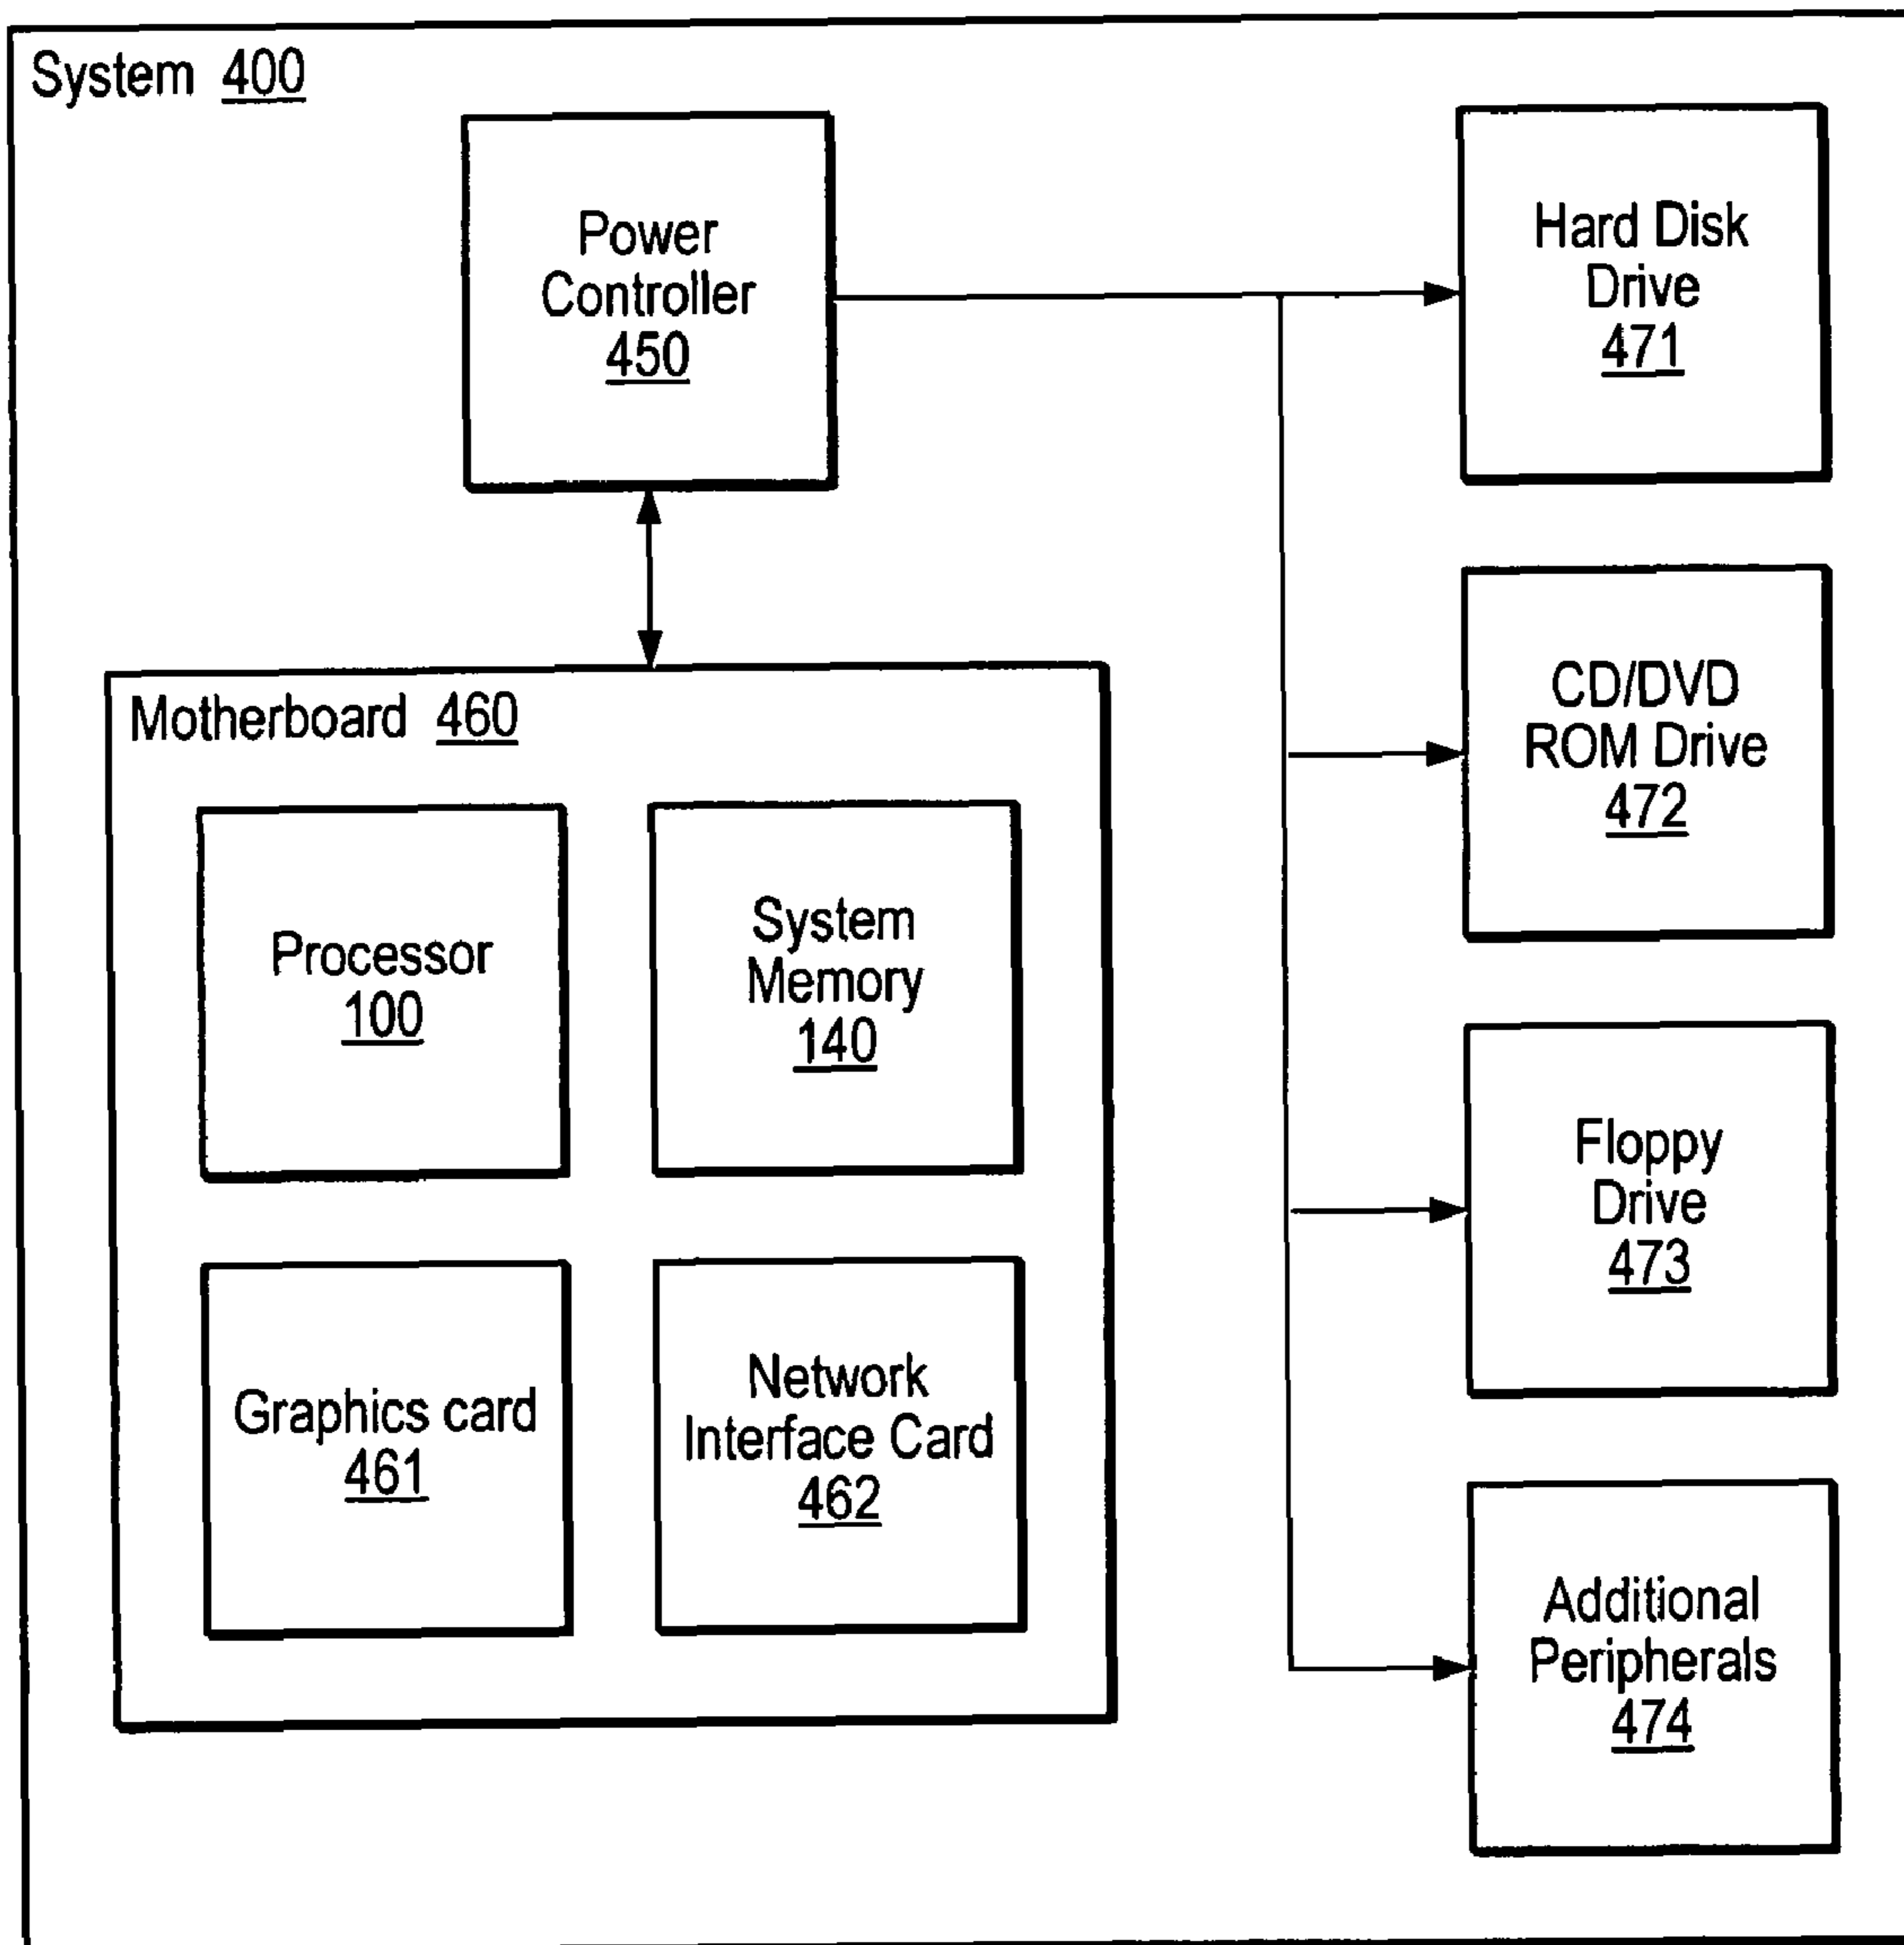 System 400
Power
Controller
450
Hard Disk
Drive
471
Motherboard 460
CD/DVD
ROM Drive
472
Processor
100
System
Memory
140
Floppy
Drive
473
Graphics card
461
Network
Interface Card
462
Additional
Peripherals
474